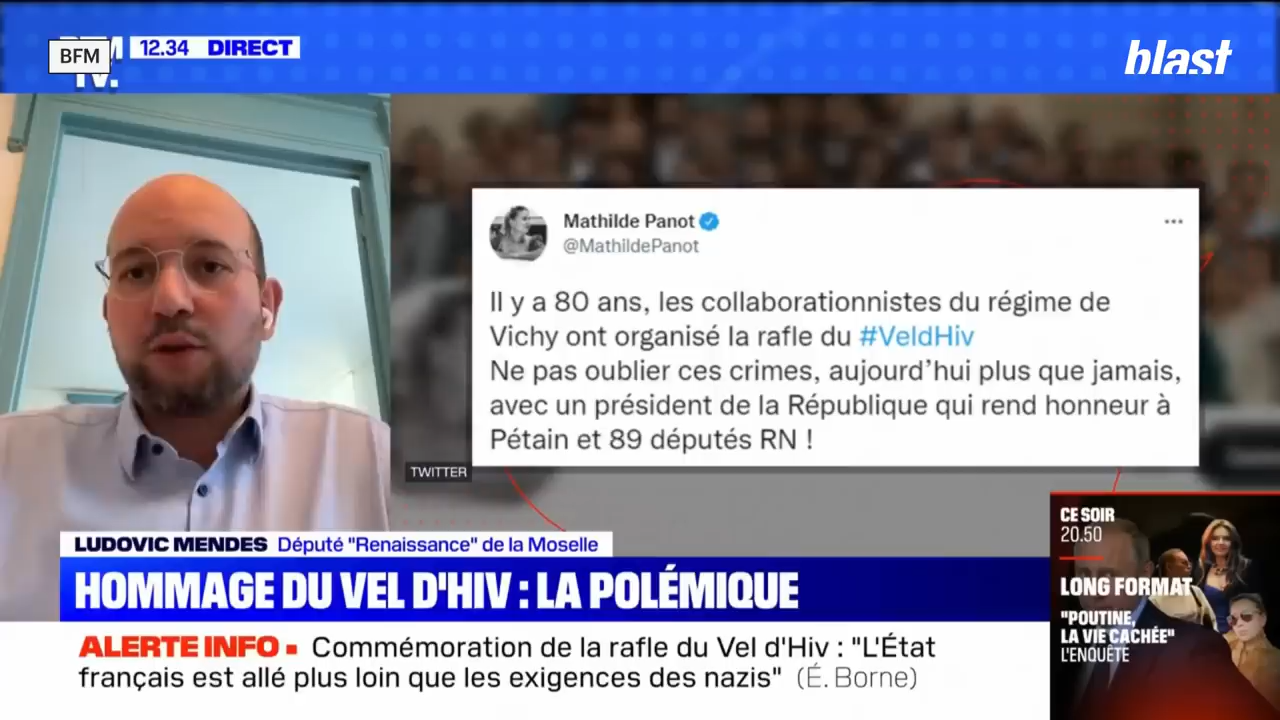 BFM
TV.
12.34 DIRECT
blast
Mathilde Panot
@MathildePanot
Il y a 80 ans, les collaborationnistes du régime de
Vichy ont organisé la rafle du #VeldHiv
Ne pas oublier ces crimes, aujourd'hui plus que jamais,
avec un président de la République qui rend honneur à
Pétain et 89 députés RN !
TWITTER
LUDOVIC MENDES Député "Renaissance" de la Moselle
HOMMAGE DU VEL D'HIV : LA POLÉMIQUE
ALERTE INFO Commémoration de la rafle du Vel d'Hiv : "L'État
français est allé plus loin que les exigences des nazis" (É. Borne)
CE SOIR
20.50
LONG FORMAT
"POUTINE,
LA VIE CACHÉE"
L'ENQUÊTE